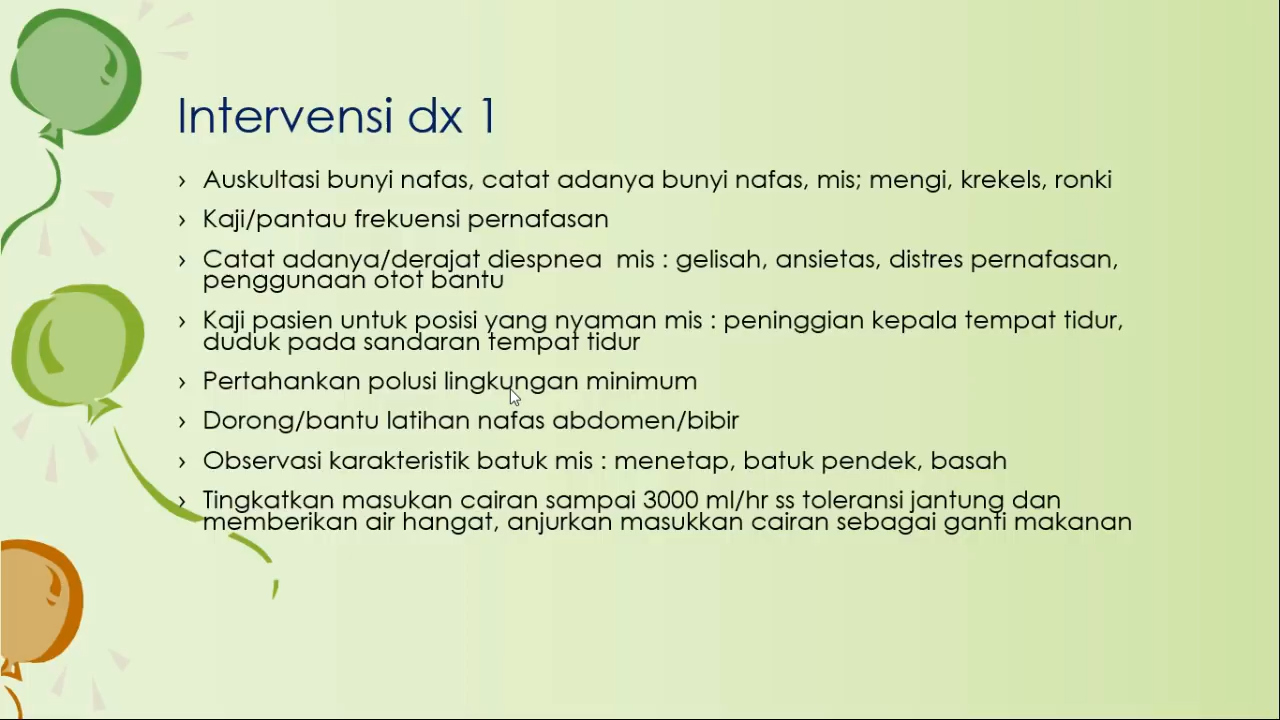 Intervensi dx 1
› Auskultasi bunyi nafas, catat adanya bunyi nafas, mis; mengi, krekels, ronki
› Kaji/pantau frekuensi pernafasan
› Catat adanya/derajat diespnea  mis : gelisah, ansietas, distres pernafasan,
penggunaan otot bantu
› Kaji pasien untuk posisi yang nyaman mis : peninggian kepala tempat tidur,
duduk pada sandaran tempat tidur
› Pertahankan polusi lingkungan minimum
› Dorong/bantu latihan nafas abdomen/bibir
› Observasi karakteristik batuk mis : menetap, batuk pendek, basah
› Tingkatkan masukan cairan sampai 3000 ml/hr ss toleransi jantung dan
memberikan air hangat, anjurkan masukkan cairan sebagai ganti makanan